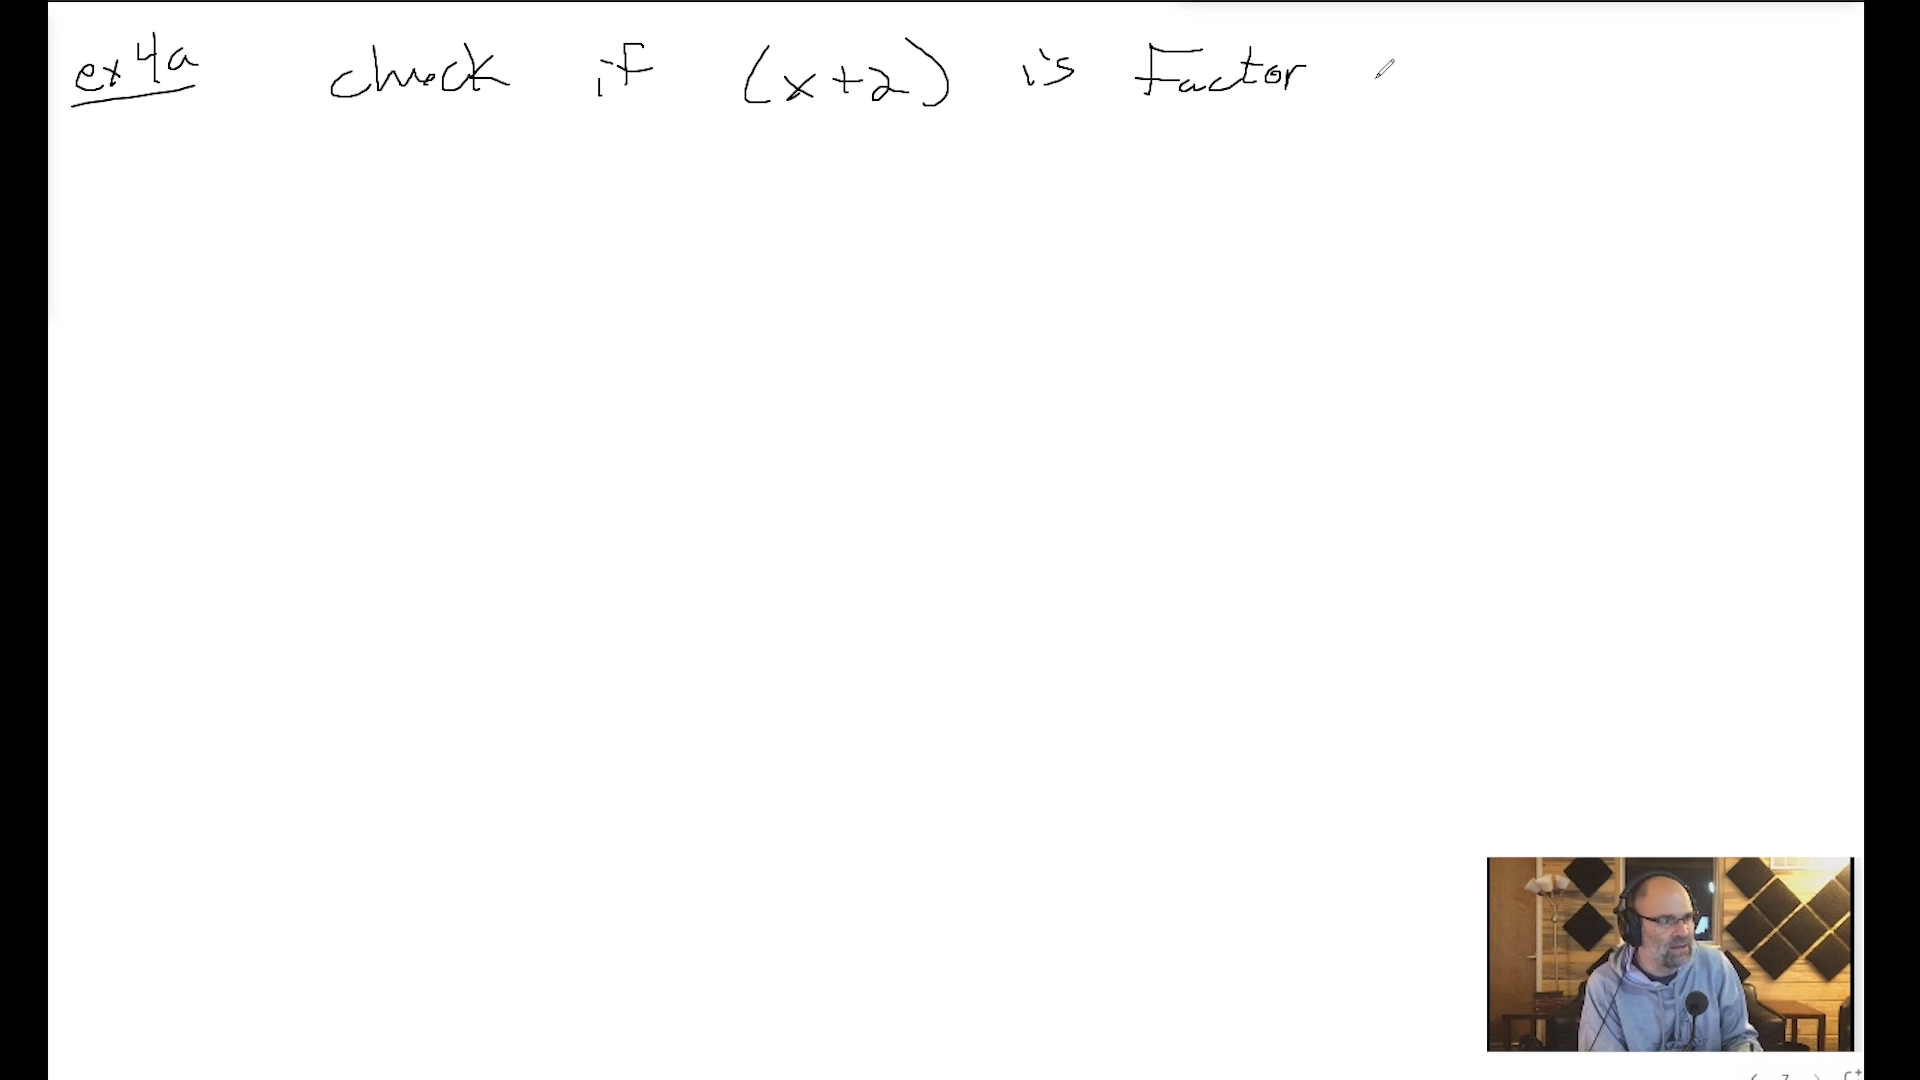 ex 4a check if (x+2) is Factor